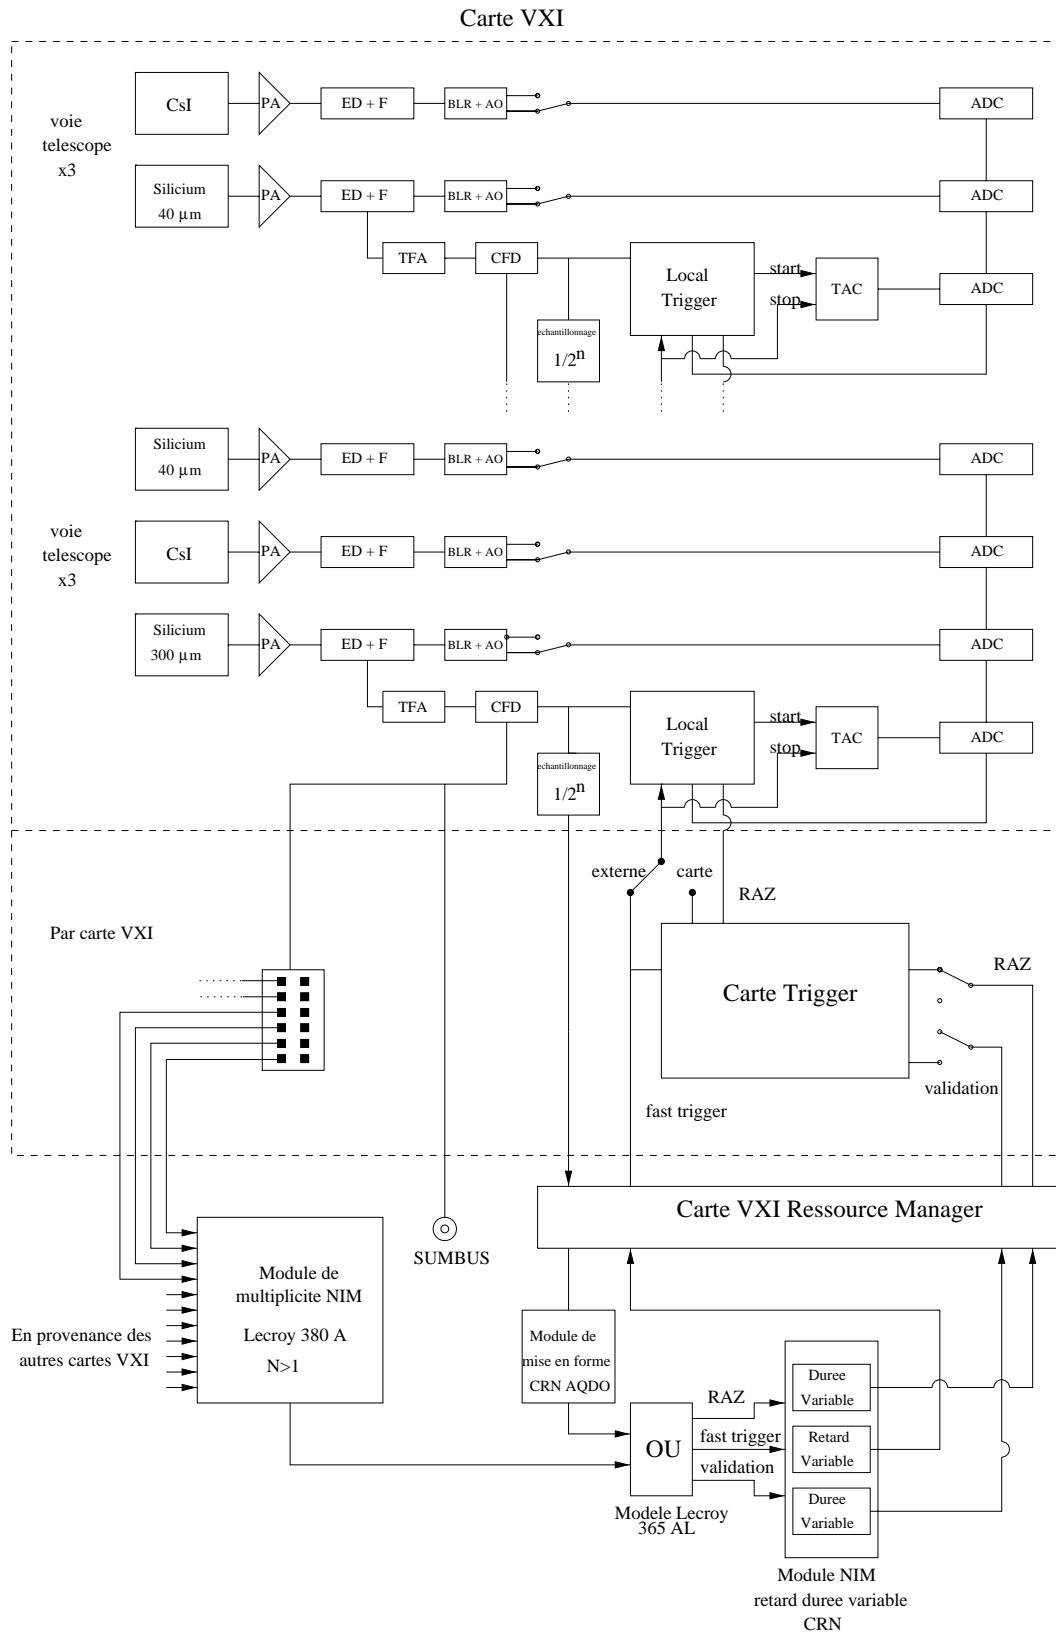 Carte VXI
CsI
PA
ED + F
BLR + AO
ADC
voie
telescope
x3
Silicium
40 µm
PA
ED + F
BLR + AO
ADC
TFA
CFD
Local
Trigger
start
stop
TAC
ADC
echantillonnage
1/2ⁿ
Silicium
40 µm
PA
ED + F
BLR + AO
ADC
voie
telescope
x3
CsI
PA
ED + F
BLR + AO
ADC
Silicium
300 µm
PA
ED + F
BLR + AO
ADC
TFA
CFD
Local
Trigger
start
stop
TAC
ADC
echantillonnage
1/2ⁿ
externe
carte
RAZ
Par carte VXI
Carte Trigger
RAZ
validation
fast trigger
Carte VXI Ressource Manager
SUMBUS
Module de
multiplicite NIM
Lecroy 380 A
N>1
En provenance des
autres cartes VXI
Module de
mise en forme
CRN AQDO
OU
RAZ
fast trigger
validation
Modele Lecroy
365 AL
Duree
Variable
Retard
Variable
Duree
Variable
Module NIM
retard duree variable
CRN